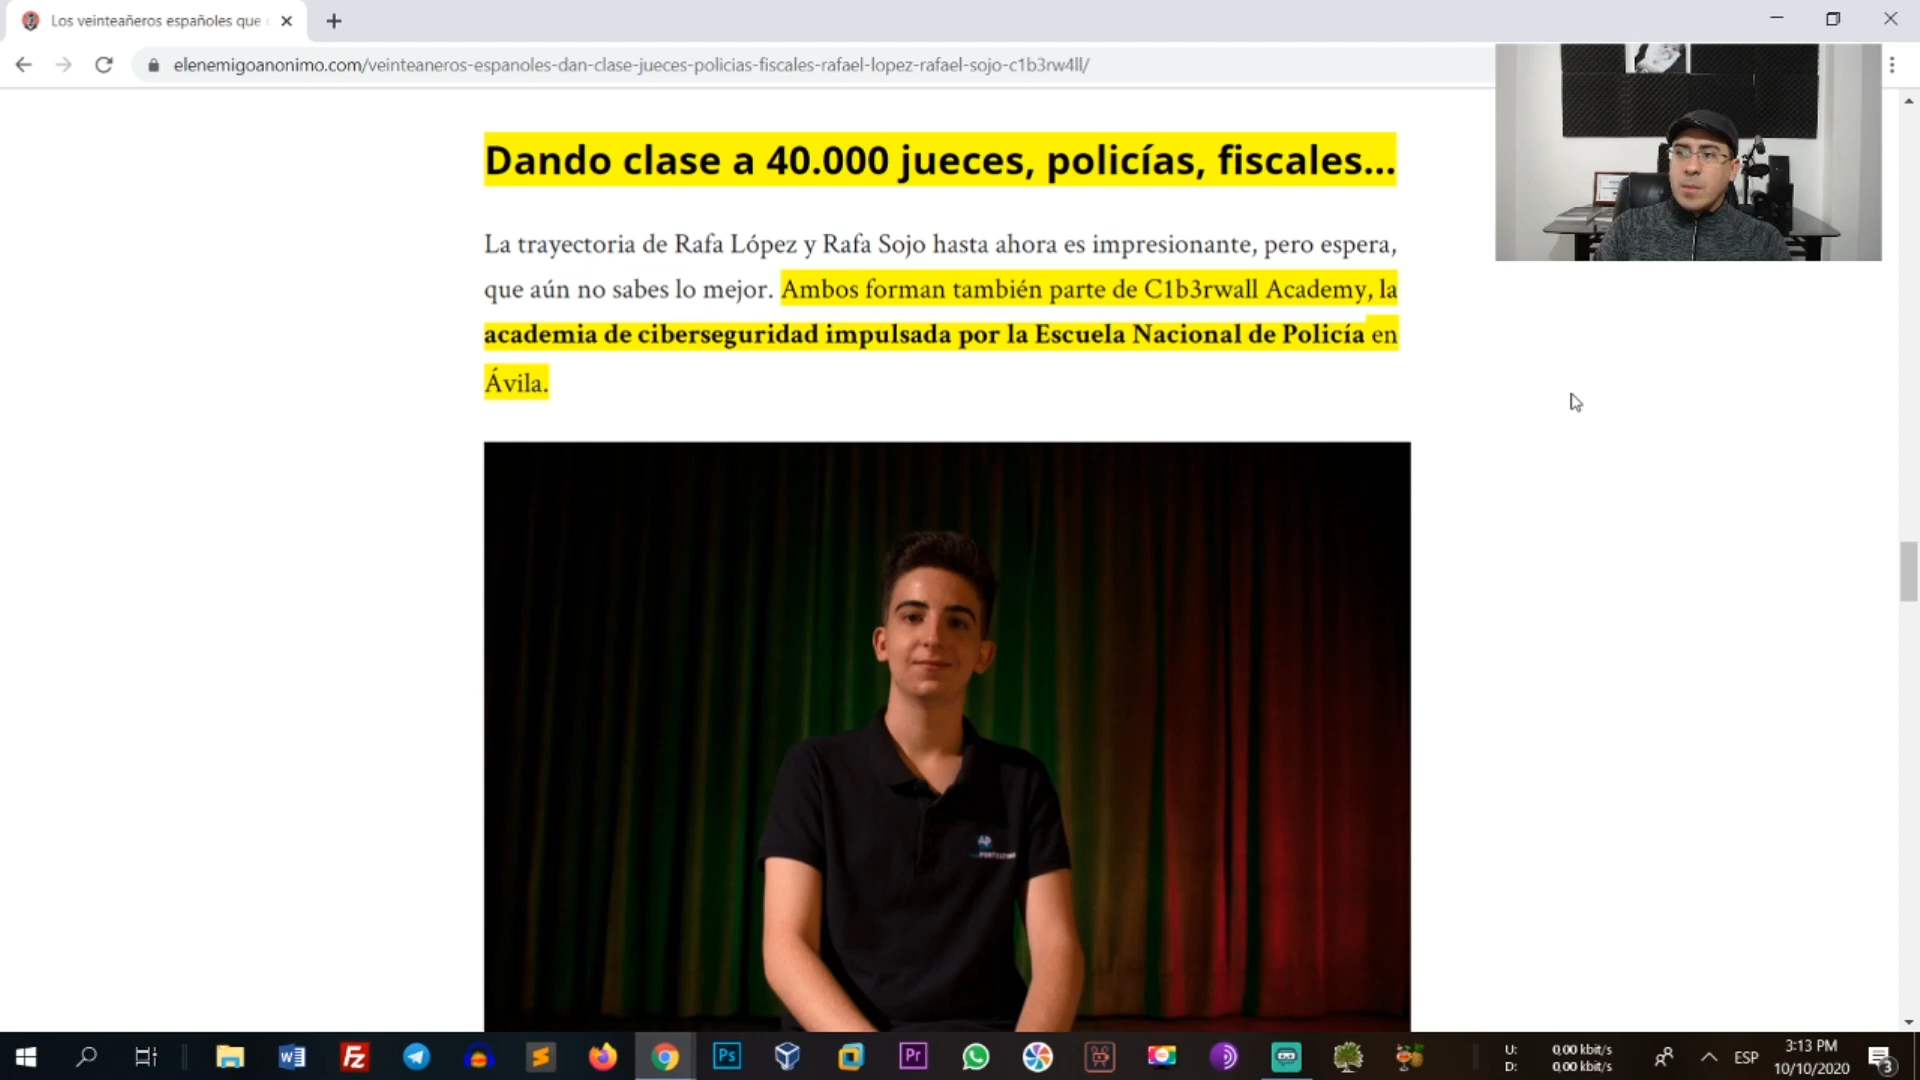 Los veinteañeros españoles que
elenemigoanonimo.com/veinteaneros-espanoles-dan-clase-jueces-policias-fiscales-rafael-lopez-rafael-sojo-c1b3rw4ll/
Dando clase a 40.000 jueces, policías, fiscales...
La trayectoria de Rafa López y Rafa Sojo hasta ahora es impresionante, pero espera,
que aún no sabes lo mejor. Ambos forman también parte de C1b3rwall Academy, la
academia de ciberseguridad impulsada por la Escuela Nacional de Policía en
Ávila.
U: 0,00 kbit/s
D: 0,00 kbit/s
ESP
3:13 PM
10/10/2020
3
Ps
Pr